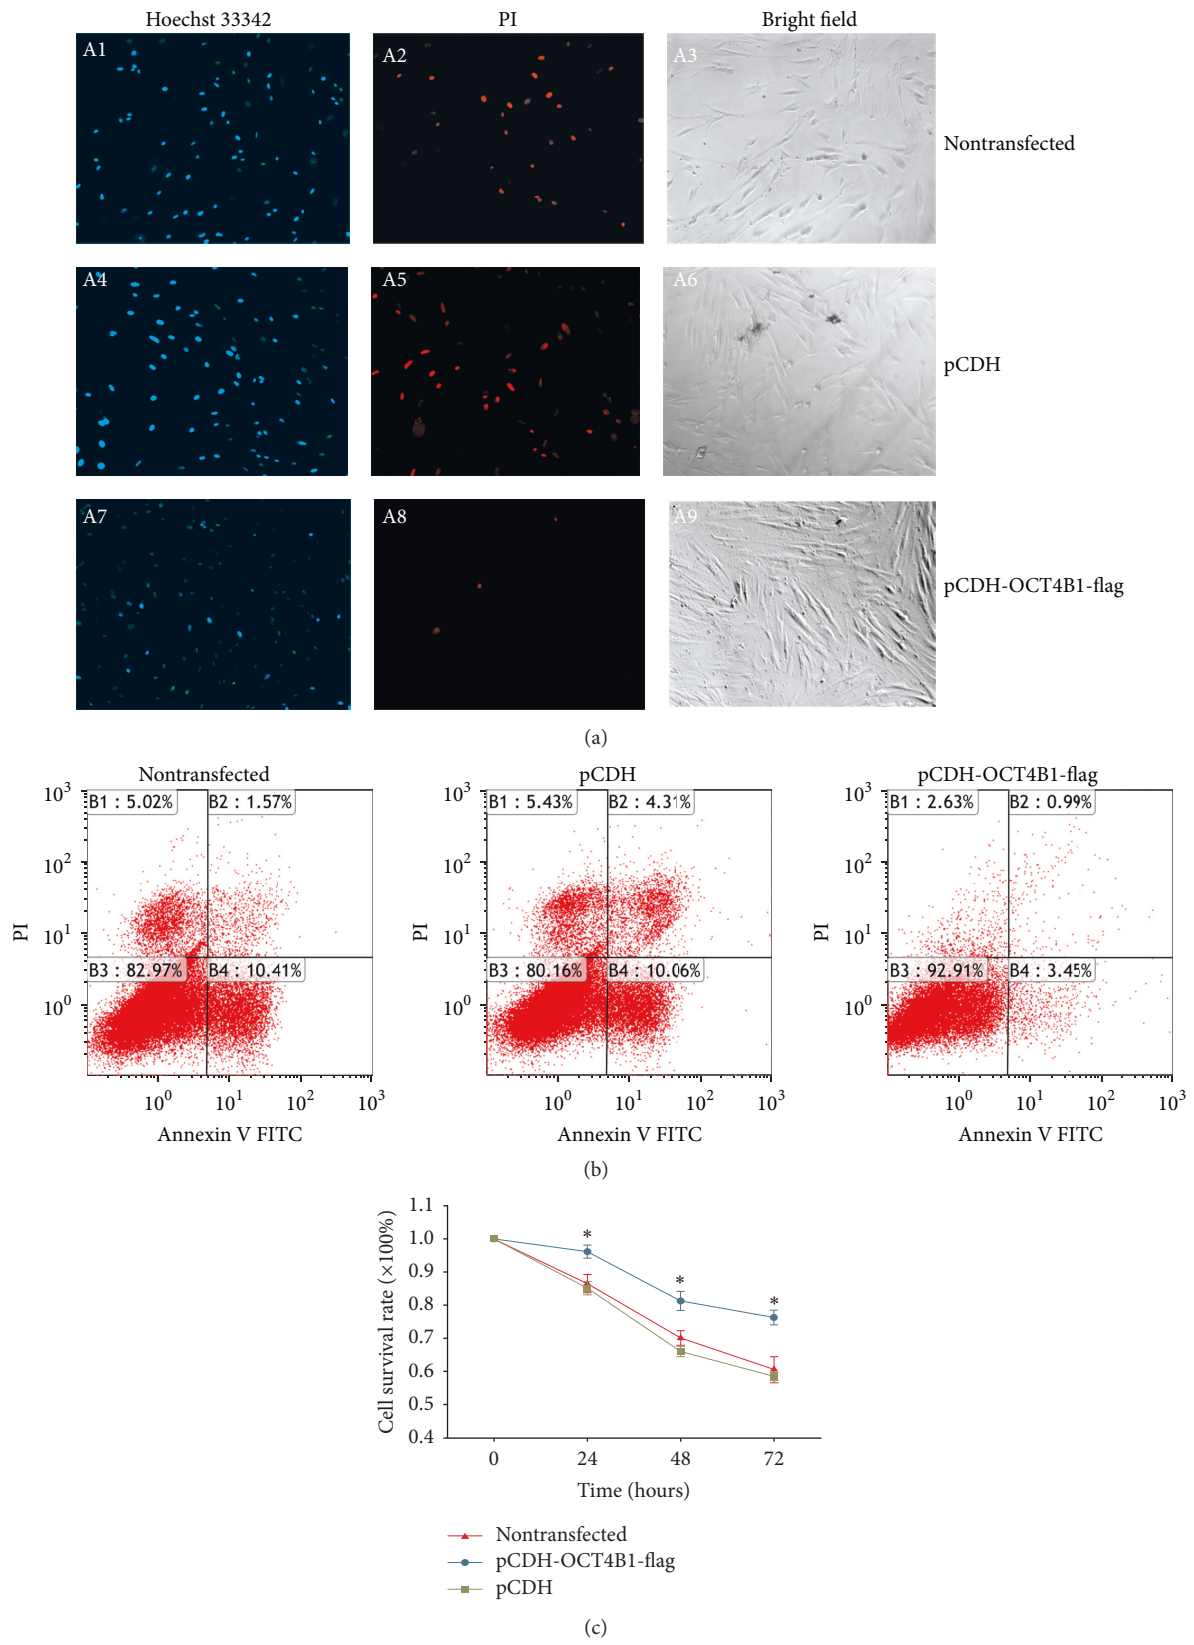 Hoechst 33342 PI Bright field
A1 A2 A3 Nontransfected
A4 A5 A6 pCDH
A7 A8 A9 pCDH-OCT4B1-flag
(a)
Nontransfected pCDH pCDH-OCT4B1-flag
B1 : 5.02% B2 : 1.57% B3 : 82.97% B4 : 10.41%
PI
10³
10²
10¹
10⁰
10⁰ 10¹ 10² 10³
Annexin V FITC
B1 : 5.43% B2 : 4.31% B3 : 80.16% B4 : 10.06%
PI
10³
10²
10¹
10⁰
10⁰ 10¹ 10² 10³
Annexin V FITC
B1 : 2.63% B2 : 0.99% B3 : 92.91% B4 : 3.45%
PI
10³
10²
10¹
10⁰
10⁰ 10¹ 10² 10³
Annexin V FITC
(b)
Cell survival rate (×100%)
1.1
1.0
0.9
0.8
0.7
0.6
0.5
0.4
* * *
0 24 48 72
Time (hours)
Nontransfected
pCDH-OCT4B1-flag
pCDH
(c)